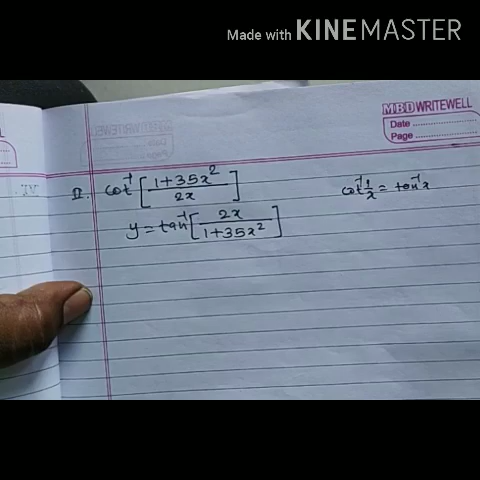 Made with KINEMASTER
MBD WRITEWELL
Date
Page
II. cot⁻¹ [ (1+35x²) / 2x ]
cot⁻¹ 1/x = tan⁻¹ x
y = tan⁻¹ [ 2x / (1+35x²) ]